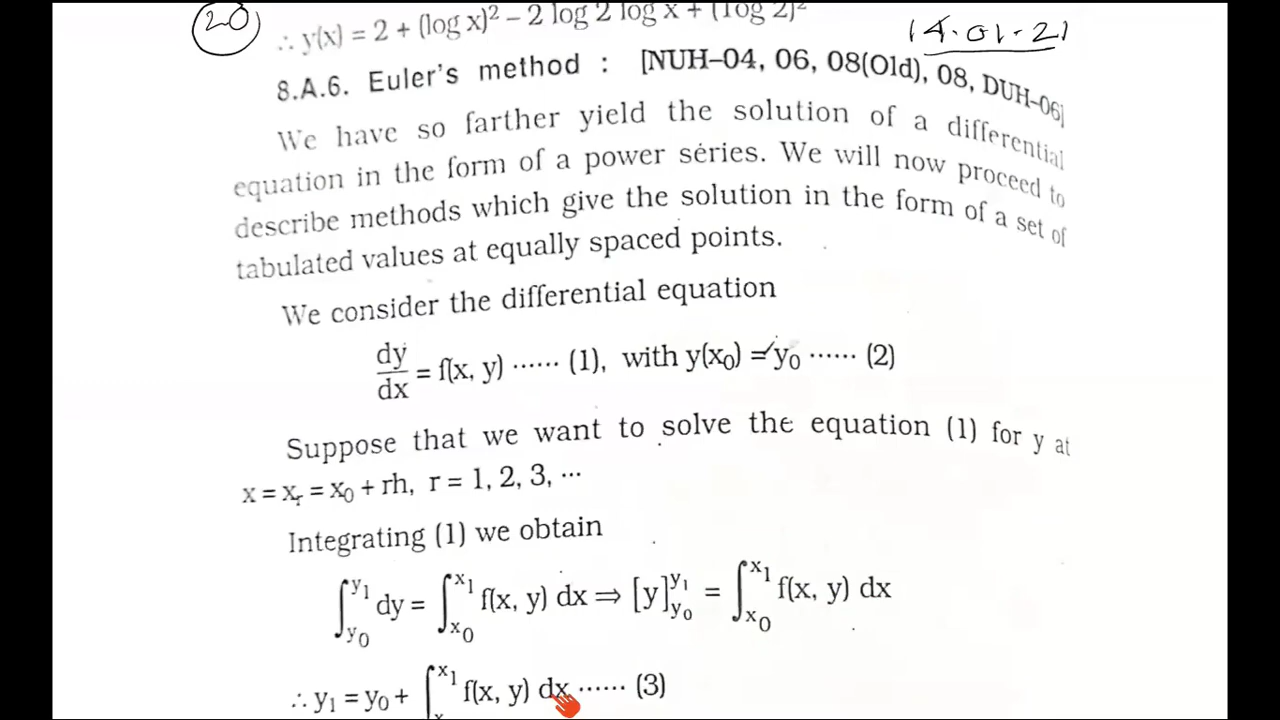 20
∴ y(x) = 2 + (log x)² – 2 log 2 log x + (log 2)²
14.01.21
8.A.6. Euler's method : [NUH–04, 06, 08(Old), 08, DUH–06]
We have so farther yield the solution of a differential
equation in the form of a power séries. We will now proceed to
describe methods which give the solution in the form of a set of
tabulated values at equally spaced points.
We consider the differential equation
dy/dx = f(x, y) ...... (1), with y(x₀) = y₀ ...... (2)
Suppose that we want to solve the equation (1) for y at
x = xᵣ = x₀ + rh, r = 1, 2, 3, ...
Integrating (1) we obtain
∫_{y₀}^{y₁} dy = ∫_{x₀}^{x₁} f(x, y) dx ⇒ [y]_{y₀}^{y₁} = ∫_{x₀}^{x₁} f(x, y) dx
∴ y₁ = y₀ + ∫_{x}^{x₁} f(x, y) dx ...... (3)